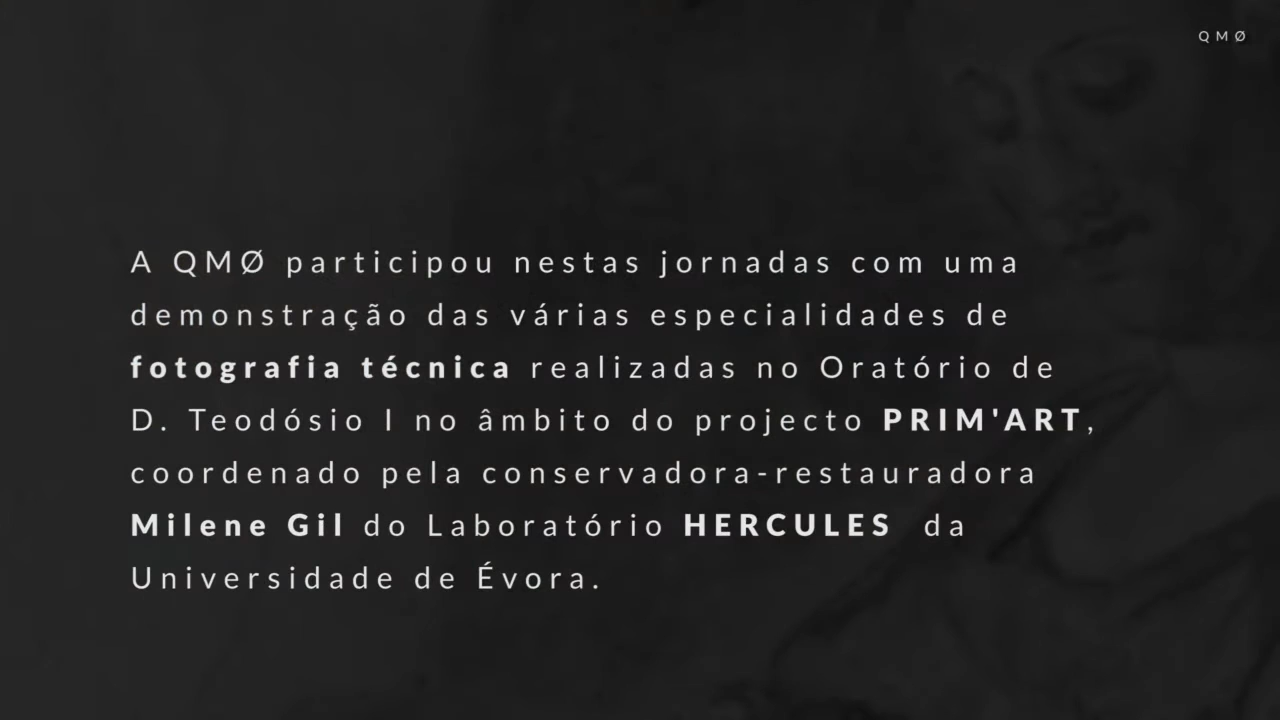 QMØ
A QMØ participou nestas jornadas com uma
demonstração das várias especialidades de
fotografia técnica realizadas no Oratório de
D. Teodósio I no âmbito do projecto PRIM'ART,
coordenado pela conservadora-restauradora
Milene Gil do Laboratório HERCULES da
Universidade de Évora.